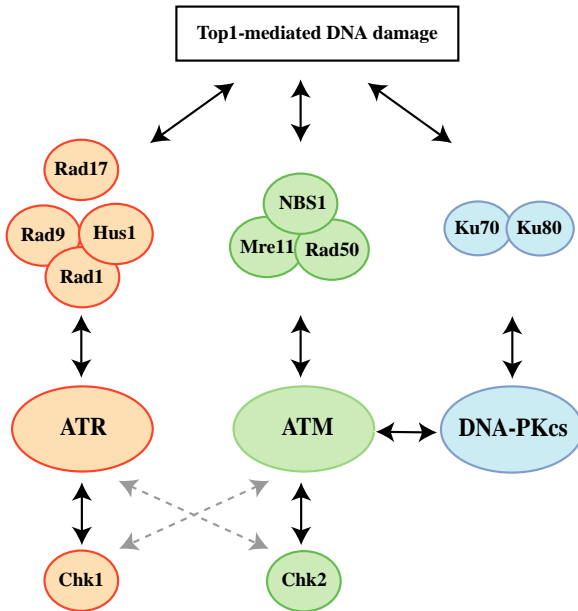 Top1-mediated DNA damage
Rad17
Rad9
Hus1
Rad1
NBS1
Mre11
Rad50
Ku70
Ku80
ATR
ATM
DNA-PKcs
Chk1
Chk2